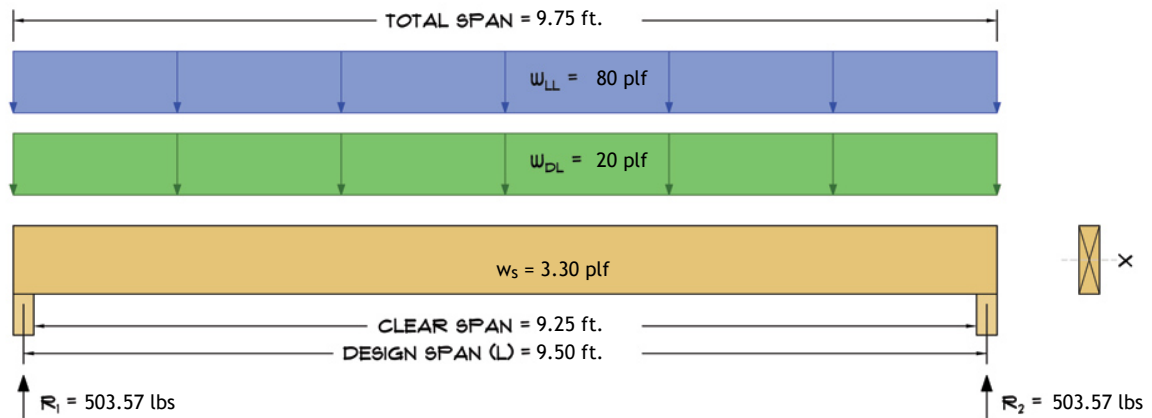 TOTAL SPAN = 9.75 ft.
WLL = 80 plf
WDL = 20 plf
ws = 3.30 plf
X
CLEAR SPAN = 9.25 ft.
DESIGN SPAN (L) = 9.50 ft.
R1 = 503.57 lbs
R2 = 503.57 lbs